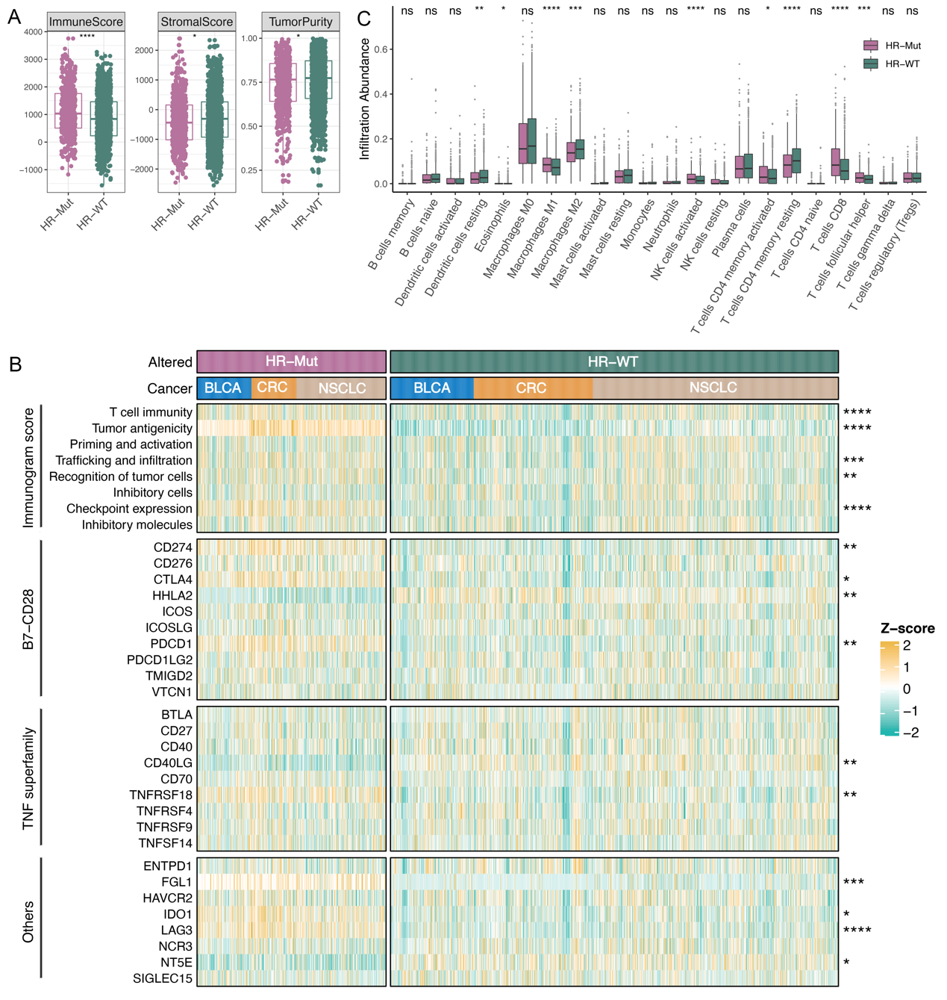 A
ImmuneScore
StromalScore
TumorPurity
****
*
*
4000
3000
2000
1000
0
−1000
2000
1000
0
−1000
−2000
1.00
0.75
0.50
0.25
HR−Mut
HR−WT
HR−Mut
HR−WT
HR−Mut
HR−WT
C
ns ns ns ** * ns **** *** ns ns ns ns **** ns ns * **** ns **** *** ns ns
Infiltration Abundance
0.6
0.4
0.2
0.0
HR−Mut
HR−WT
B cells memory
B cells naive
Dendritic cells activated
Dendritic cells resting
Eosinophils
Macrophages M0
Macrophages M1
Macrophages M2
Mast cells activated
Mast cells resting
Monocytes
Neutrophils
NK cells activated
NK cells resting
Plasma cells
T cells CD4 memory activated
T cells CD4 memory resting
T cells CD4 naive
T cells CD8
T cells follicular helper
T cells gamma delta
T cells regulatory (Tregs)
B
Altered
HR−Mut
HR−WT
Cancer
BLCA CRC NSCLC
BLCA CRC NSCLC
Immunogram score
T cell immunity ****
Tumor antigenicity ****
Priming and activation
Trafficking and infiltration ***
Recognition of tumor cells **
Inhibitory cells
Checkpoint expression ****
Inhibitory molecules
B7−CD28
CD274 **
CD276
CTLA4 *
HHLA2 **
ICOS
ICOSLG
PDCD1 **
PDCD1LG2
TMIGD2
VTCN1
TNF superfamily
BTLA
CD27
CD40
CD40LG **
CD70
TNFRSF18 **
TNFRSF4
TNFRSF9
TNFSF14
Others
ENTPD1
FGL1 ***
HAVCR2
IDO1 *
LAG3 ****
NCR3
NT5E *
SIGLEC15
Z−score
2
1
0
−1
−2